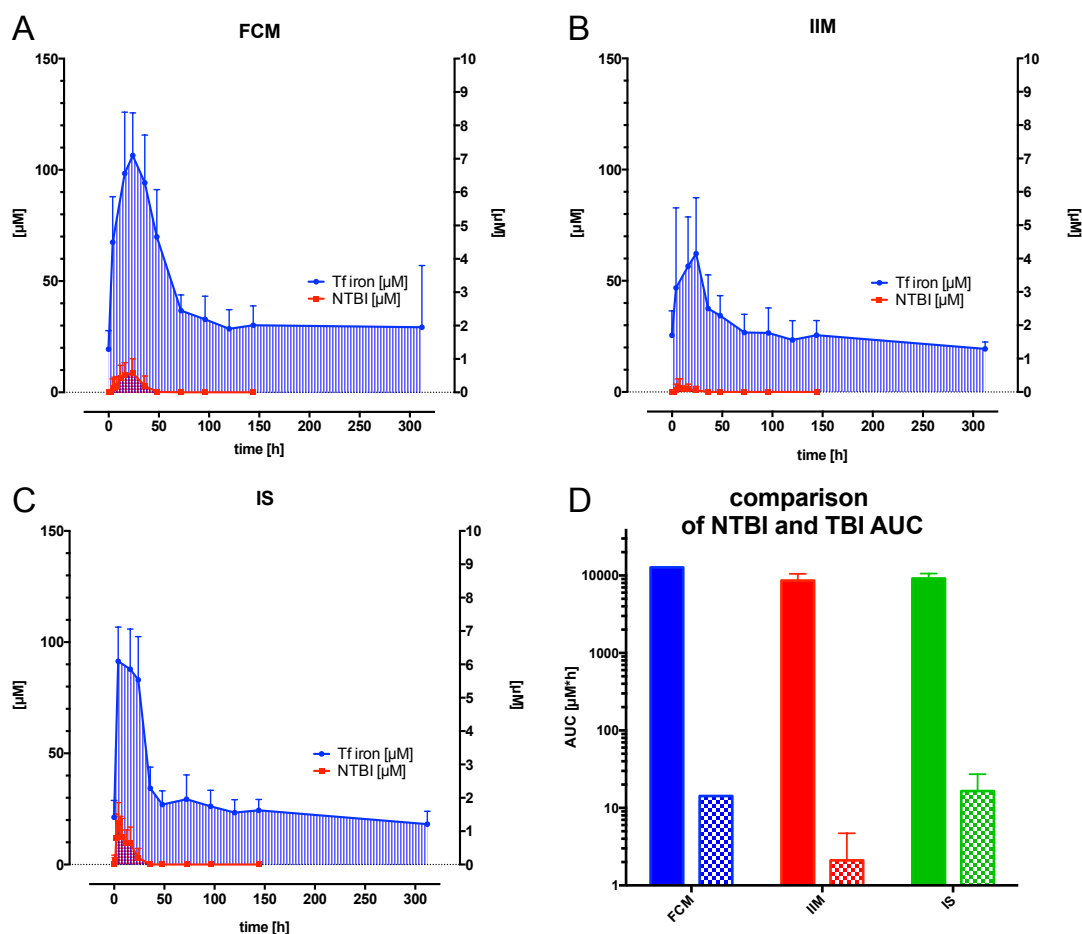 A
FCM
150
100
50
0
[µM]
10
9
8
7
6
5
4
3
2
1
0
[µM]
Tf iron [µM]
NTBI [µM]
0 50 100 150 200 250 300
time [h]
B
IIM
150
100
50
0
[µM]
10
9
8
7
6
5
4
3
2
1
0
[µM]
Tf iron [µM]
NTBI [µM]
0 50 100 150 200 250 300
time [h]
C
IS
150
100
50
0
[µM]
10
9
8
7
6
5
4
3
2
1
0
[µM]
Tf iron [µM]
NTBI [µM]
0 50 100 150 200 250 300
time [h]
D
comparison
of NTBI and TBI AUC
10000
1000
100
10
1
AUC [µM*h]
FCM IIM IS